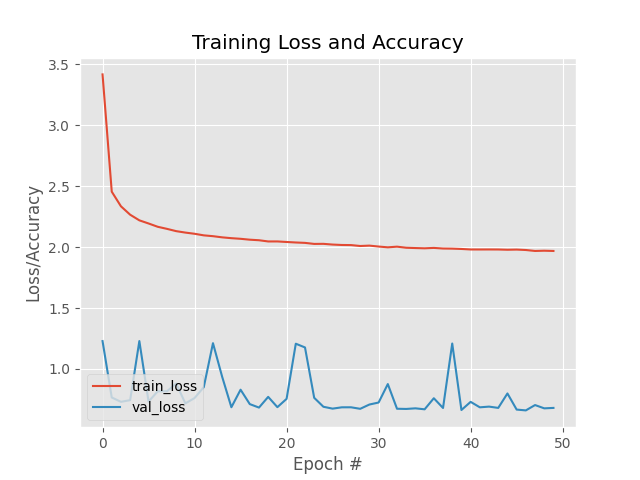 Training Loss and Accuracy
3.5
3.0
2.5
2.0
1.5
1.0
Loss/Accuracy
train_loss
val_loss
0 10 20 30 40 50
Epoch #